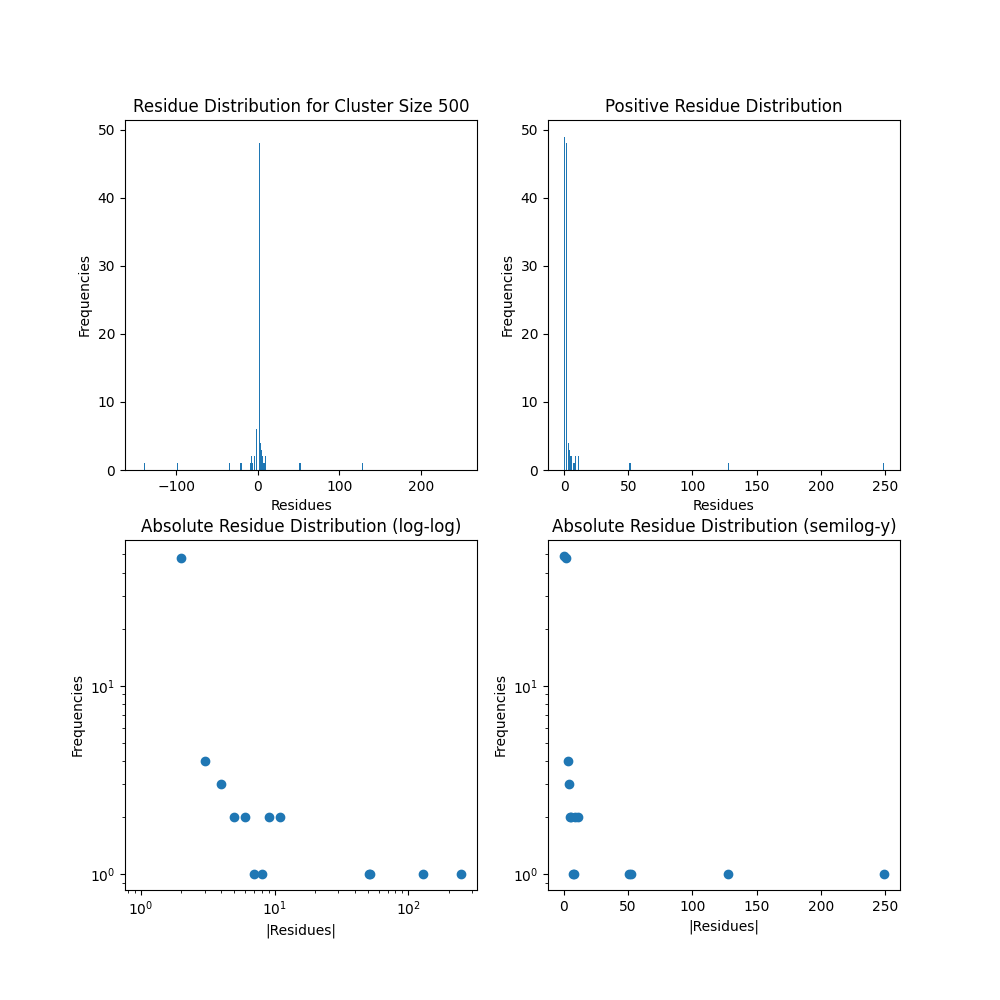 Residue Distribution for Cluster Size 500
Positive Residue Distribution
50
40
30
20
10
0
Frequencies
−100
0
100
200
Residues
50
40
30
20
10
0
Frequencies
0
50
100
150
200
250
Residues
Absolute Residue Distribution (log-log)
Absolute Residue Distribution (semilog-y)
10¹
10⁰
Frequencies
10⁰
10¹
10²
|Residues|
10¹
10⁰
Frequencies
0
50
100
150
200
250
|Residues|